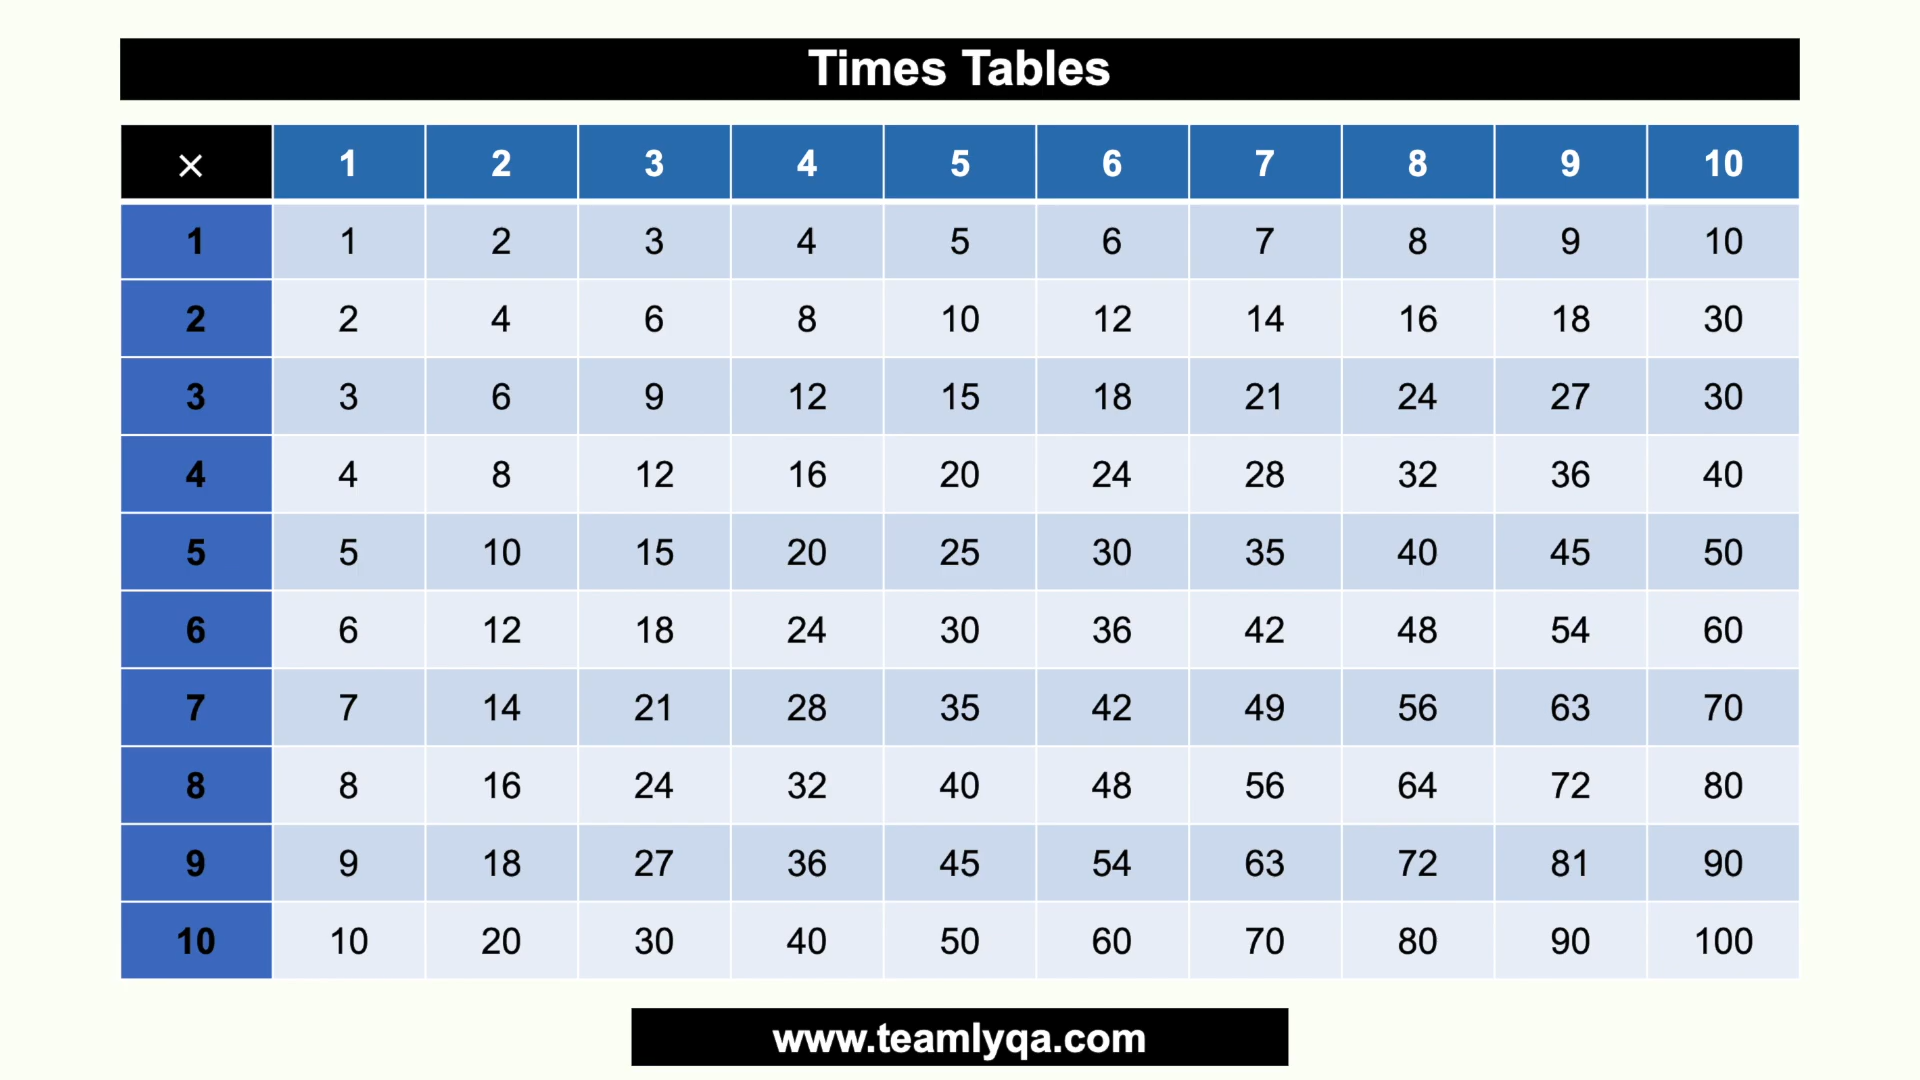 Times Tables
× 1 2 3 4 5 6 7 8 9 10
1 1 2 3 4 5 6 7 8 9 10
2 2 4 6 8 10 12 14 16 18 30
3 3 6 9 12 15 18 21 24 27 30
4 4 8 12 16 20 24 28 32 36 40
5 5 10 15 20 25 30 35 40 45 50
6 6 12 18 24 30 36 42 48 54 60
7 7 14 21 28 35 42 49 56 63 70
8 8 16 24 32 40 48 56 64 72 80
9 9 18 27 36 45 54 63 72 81 90
10 10 20 30 40 50 60 70 80 90 100
www.teamlyqa.com